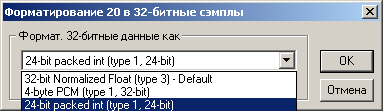 Форматирование 20 в 32-битные сэмплы
Формат. 32-битные данные как
24-bit packed int (type 1, 24-bit)
OK
32-bit Normalized Float (type 3) - Default
4-byte PCM (type 1, 32-bit)
24-bit packed int (type 1, 24-bit)
Отмена